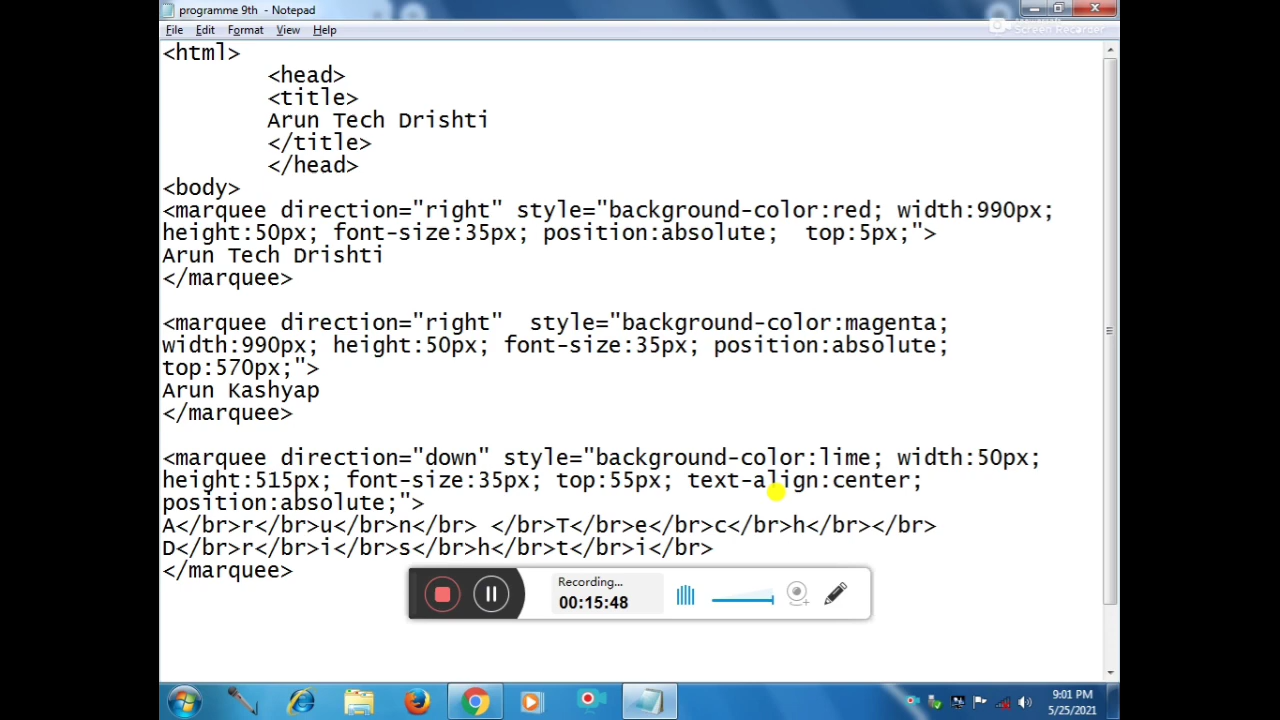 programme 9th - Notepad
File Edit Format View Help
Screen Recorder
<html>
<head>
<title>
Arun Tech Drishti
</title>
</head>
<body>
<marquee direction="right" style="background-color:red; width:990px;
height:50px; font-size:35px; position:absolute;  top:5px;">
Arun Tech Drishti
</marquee>
<marquee direction="right"  style="background-color:magenta;
width:990px; height:50px; font-size:35px; position:absolute;
top:570px;">
Arun Kashyap
</marquee>
<marquee direction="down" style="background-color:lime; width:50px;
height:515px; font-size:35px; top:55px; text-align:center;
position:absolute;">
A</br>r</br>u</br>n</br> </br>T</br>e</br>c</br>h</br></br>
D</br>r</br>i</br>s</br>h</br>t</br>i</br>
</marquee>
Recording...
00:15:48
9:01 PM
5/25/2021